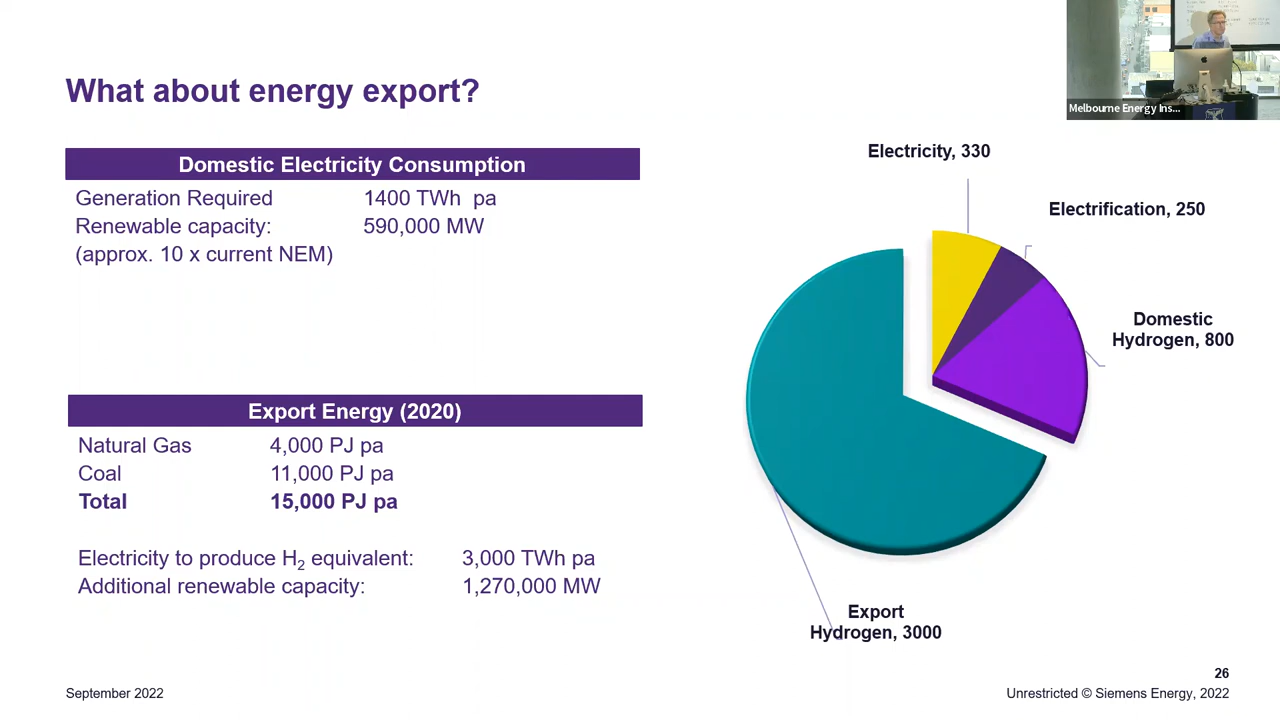 What about energy export?
Domestic Electricity Consumption
Generation Required 1400 TWh pa
Renewable capacity: 590,000 MW
(approx. 10 x current NEM)
Export Energy (2020)
Natural Gas 4,000 PJ pa
Coal 11,000 PJ pa
Total 15,000 PJ pa
Electricity to produce H2 equivalent: 3,000 TWh pa
Additional renewable capacity: 1,270,000 MW
Electricity, 330
Electrification, 250
Domestic
Hydrogen, 800
Export
Hydrogen, 3000
Melbourne Energy Ins...
26
September 2022
Unrestricted © Siemens Energy, 2022